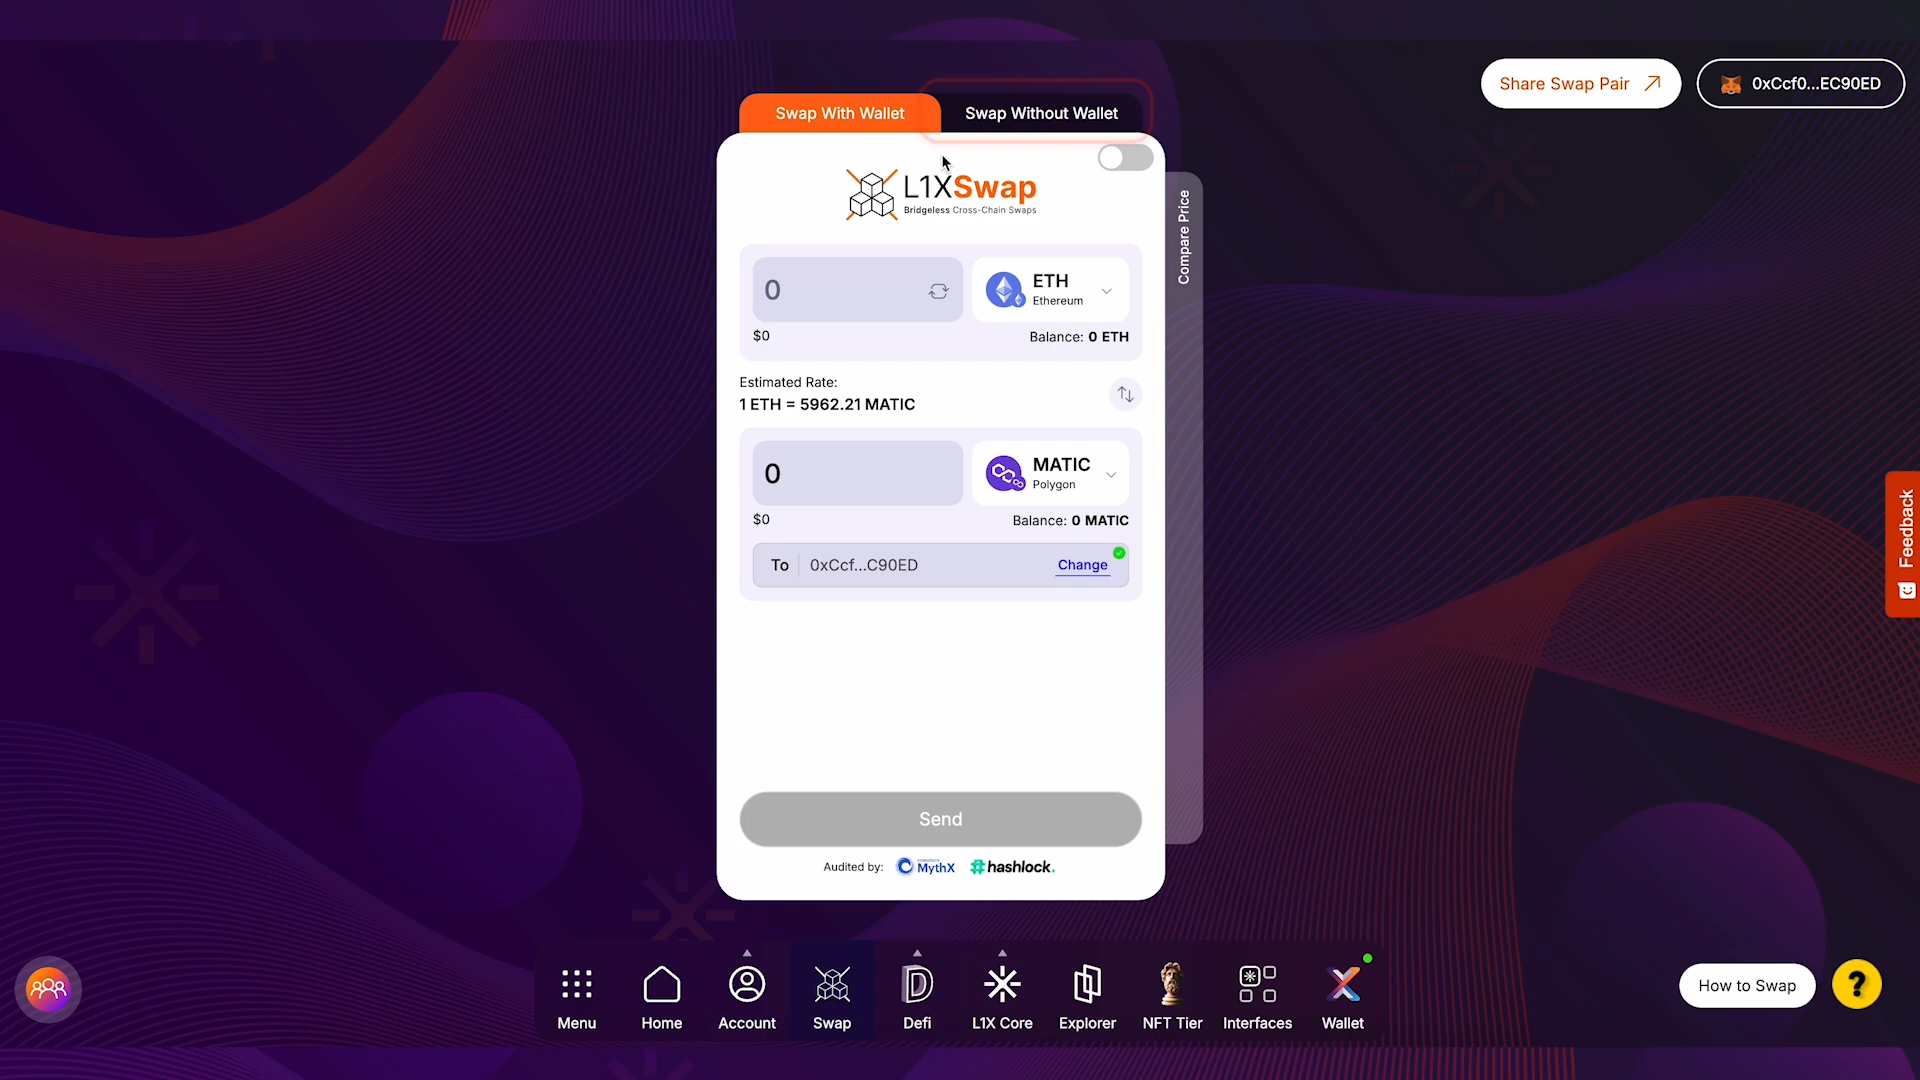 Share Swap Pair
0xCcf0...EC90ED
Swap With Wallet
Swap Without Wallet
L1XSwap
Bridgeless Cross-Chain Swaps
Compare Price
0
ETH
Ethereum
$0
Balance: 0 ETH
Estimated Rate:
1 ETH = 5962.21 MATIC
0
MATIC
Polygon
$0
Balance: 0 MATIC
To
0xCcf...C90ED
Change
Feedback
Send
Audited by:
MythX
hashlock.
Menu
Home
Account
Swap
Defi
L1X Core
Explorer
NFT Tier
Interfaces
Wallet
How to Swap
?